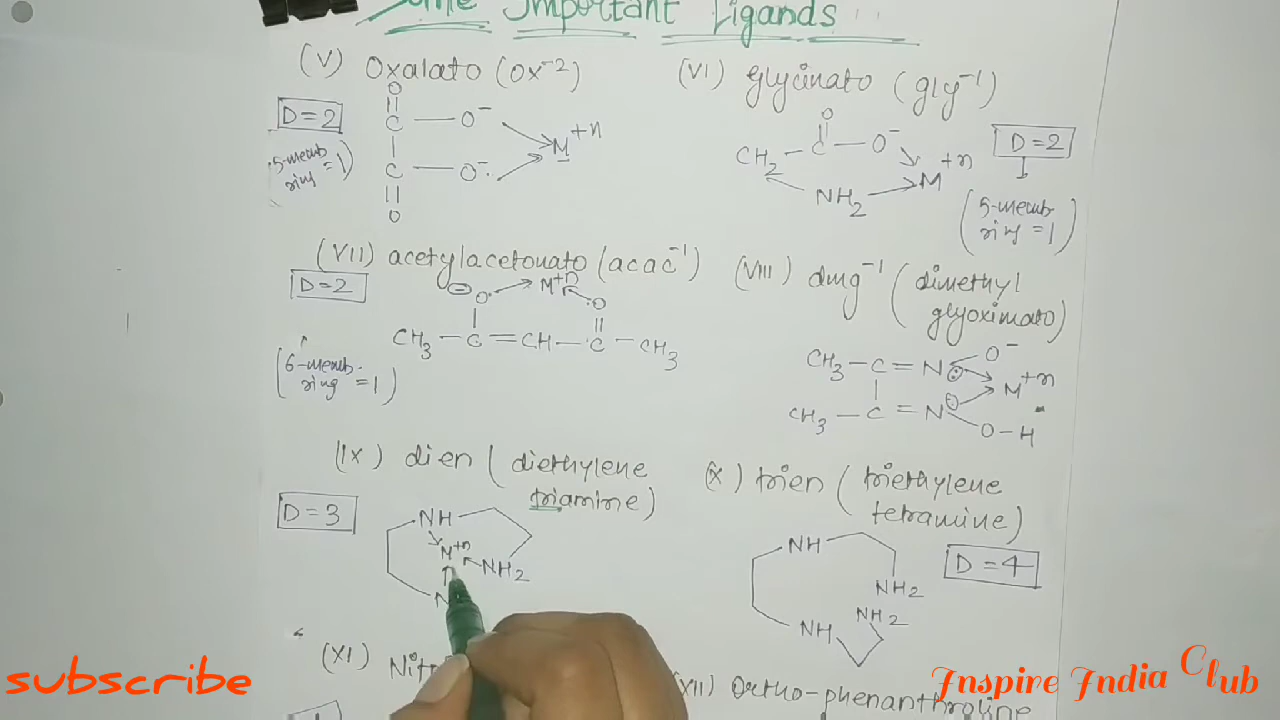 Some Important Ligands
(V) Oxalato (ox⁻²)
D=2
5-memb ring = 1)
O
C — O⁻
C — O⁻
O
M⁺ⁿ
(VI) glycinato (gly⁻¹)
O
CH₂ — C — O⁻
NH₂
M⁺ⁿ
D=2
(5-memb ring = 1)
(VII) acetylacetonato (acac⁻¹)
D=2
M⁺ⁿ
O O
CH₃ — C = CH — C — CH₃
(6-memb. ring = 1)
(VIII) dmg⁻¹ (dimethyl
glyoximato)
CH₃ — C = N O⁻
M⁺ⁿ
CH₃ — C = N
O — H
(IX) dien (diethylene
triamine)
D=3
NH
M⁺ⁿ
NH₂
N
(X) trien (triethylene
tetramine)
NH
D=4
NH₂
NH₂
NH
(XI) Nit
(XII) Ortho-phenanthroline
subscribe
Inspire India Club